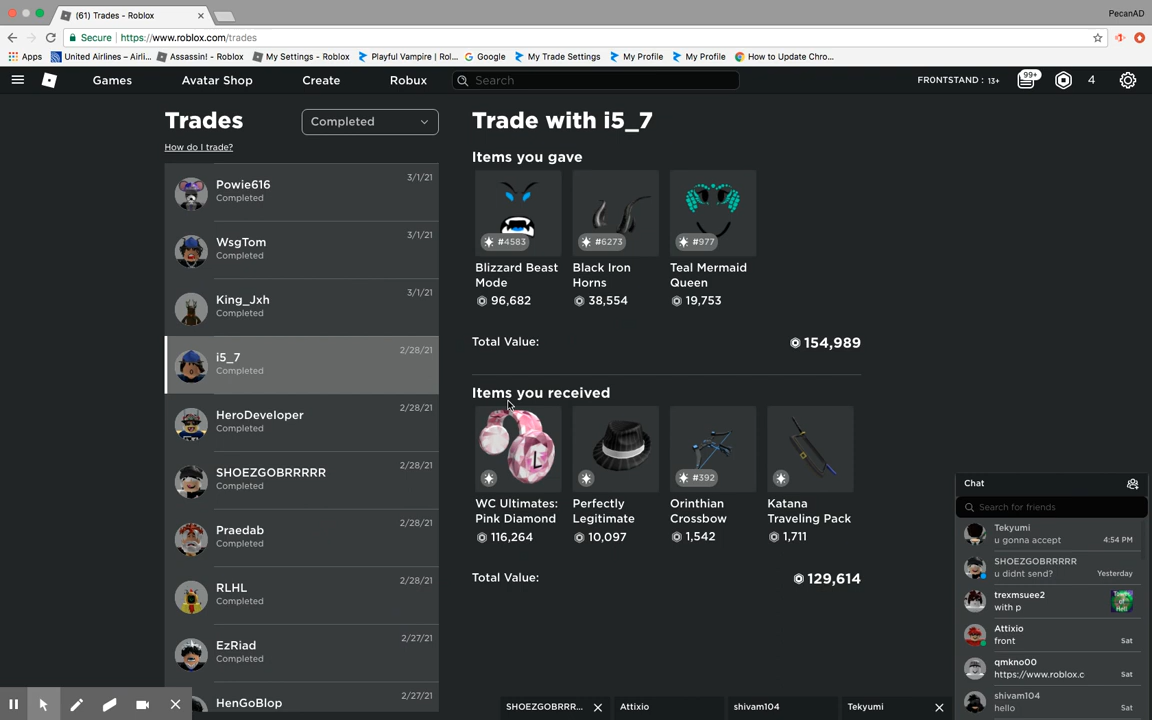 (61) Trades - Roblox
PecanAD
Secure https://www.roblox.com/trades
Apps United Airlines – Airli... Assassin! - Roblox My Settings - Roblox Playful Vampire | Rol... Google My Trade Settings My Profile My Profile How to Update Chro...
Games Avatar Shop Create Robux Search FRONTSTAND : 13+ 99+ 4
Trades
Completed
How do I trade?
Powie616
3/1/21
Completed
WsgTom
3/1/21
Completed
King_Jxh
3/1/21
Completed
i5_7
2/28/21
Completed
HeroDeveloper
2/28/21
Completed
SHOEZGOBRRRRR
2/28/21
Completed
Praedab
2/28/21
Completed
RLHL
2/28/21
Completed
EzRiad
2/27/21
Completed
HenGoBlop
2/27/21
Trade with i5_7
Items you gave
#4583 #6273 #977
Blizzard Beast
Mode
96,682
Black Iron
Horns
38,554
Teal Mermaid
Queen
19,753
Total Value: 154,989
Items you received
L
#392
WC Ultimates:
Pink Diamond
116,264
Perfectly
Legitimate
10,097
Orinthian
Crossbow
1,542
Katana
Traveling Pack
1,711
Total Value: 129,614
Chat
Search for friends
Tekyumi
u gonna accept 4:54 PM
SHOEZGOBRRRRR
u didnt send? Yesterday
trexmsuee2
with p
Attixio
front Sat
qmkno00
https://www.roblox.c Sat
shivam104
hello Sat
SHOEZGOBRRR... Attixio shivam104 Tekyumi